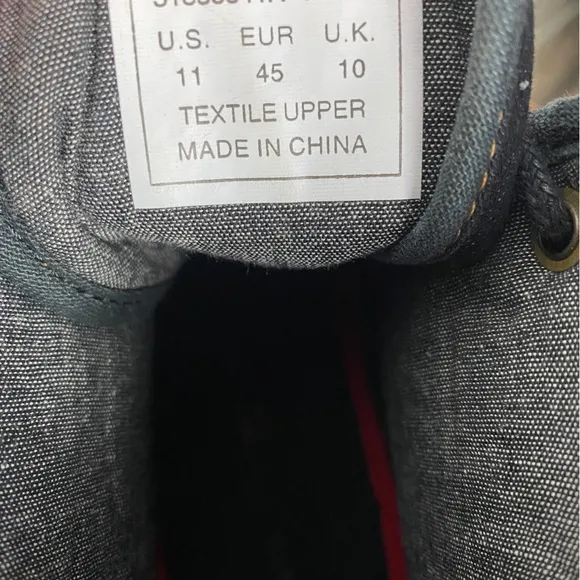 U.S. EUR U.K.
11 45 10
TEXTILE UPPER
MADE IN CHINA